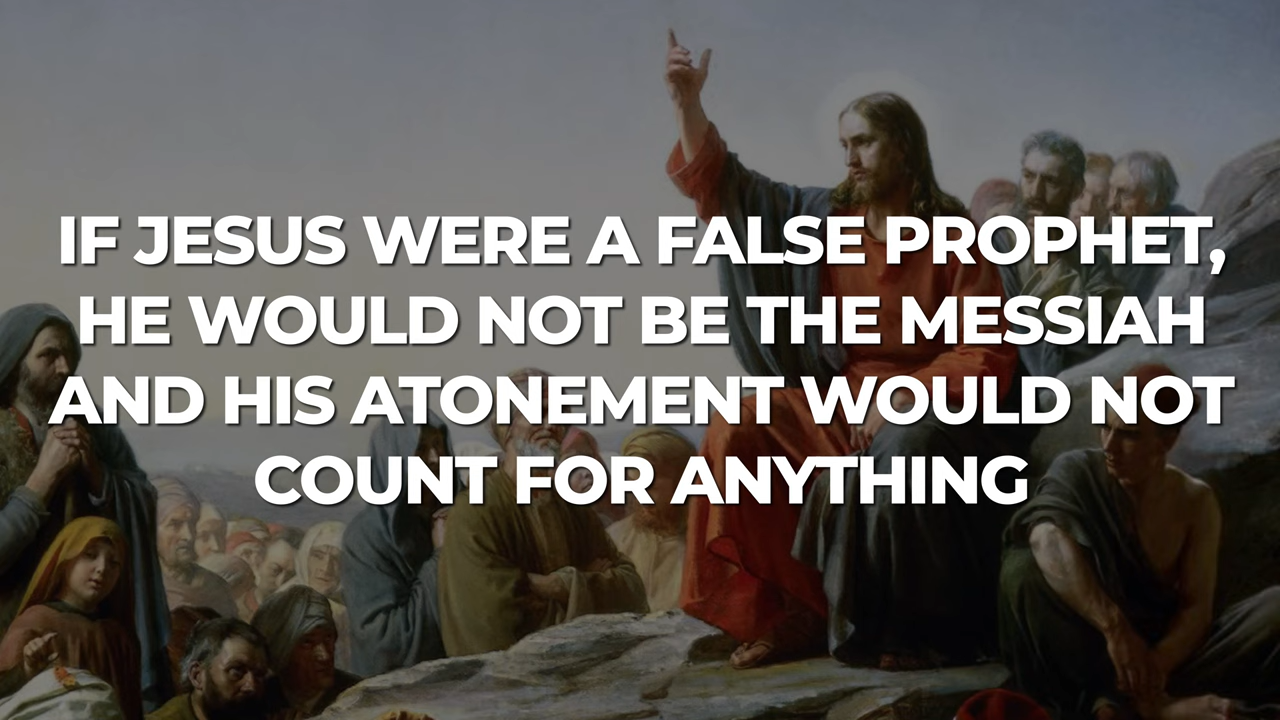 IF JESUS WERE A FALSE PROPHET,
HE WOULD NOT BE THE MESSIAH
AND HIS ATONEMENT WOULD NOT
COUNT FOR ANYTHING